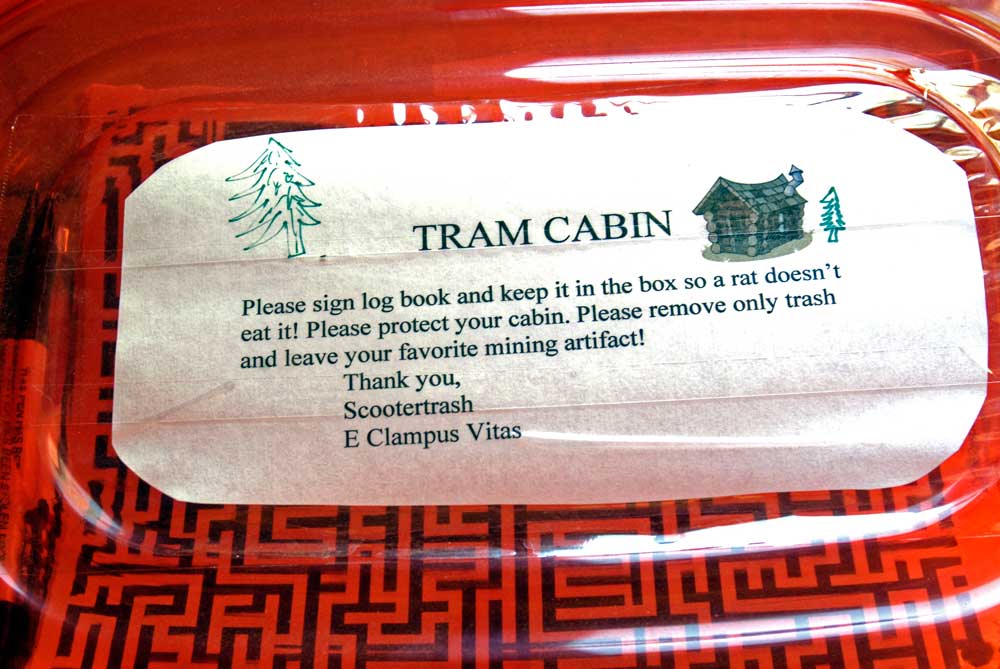 TRAM CABIN
Please sign log book and keep it in the box so a rat doesn't
eat it! Please protect your cabin. Please remove only trash
and leave your favorite mining artifact!
Thank you,
Scootertrash
E Clampus Vitas